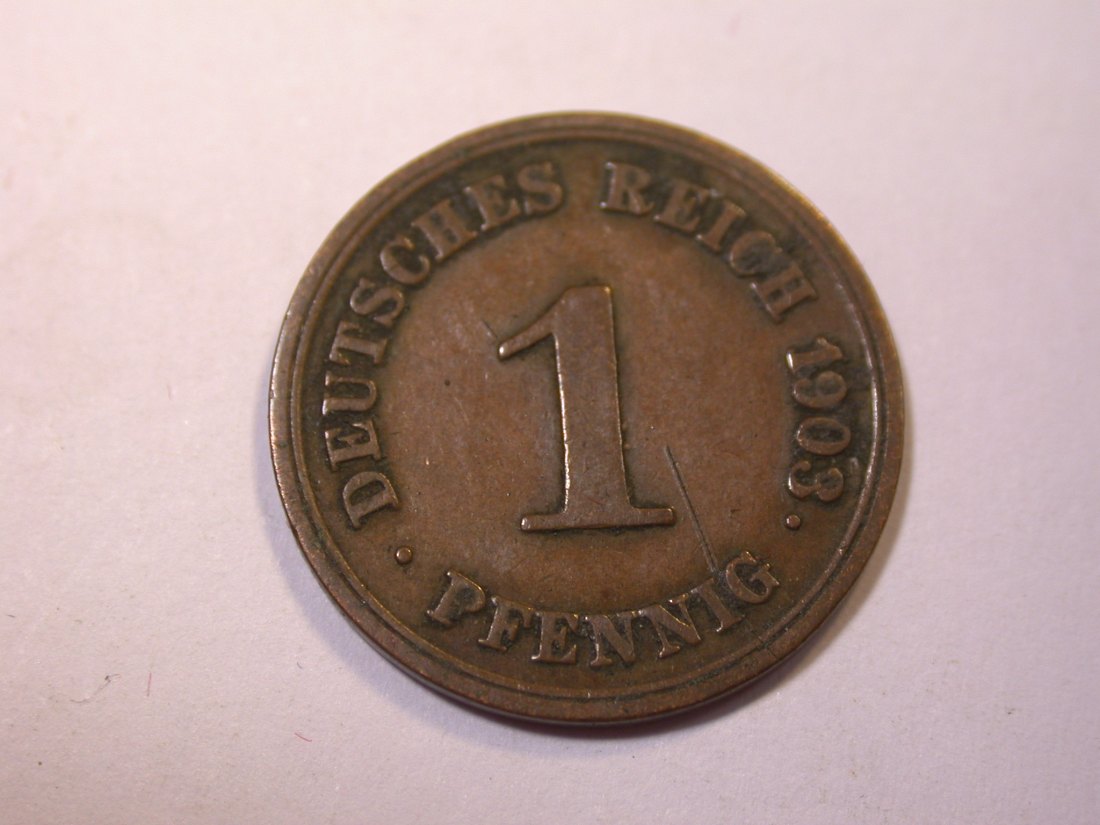 DEUTSCHES REICH 1903.
1
· PFENNIG